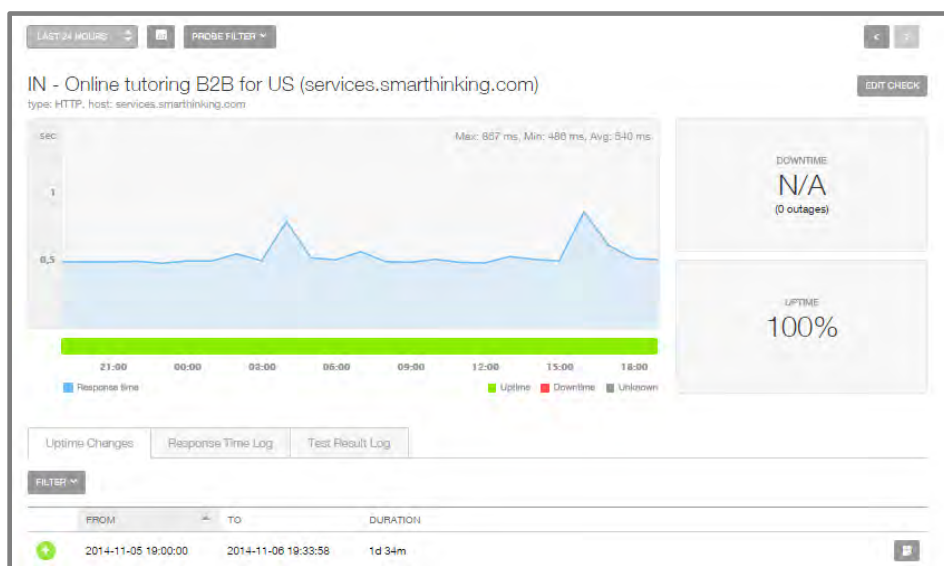 LAST 24 HOURS PROBE FILTER < >
IN - Online tutoring B2B for US (services.smarthinking.com)
EDIT CHECK
type: HTTP, host: services.smarthinking.com
sec
Max: 857 ms, Min: 486 ms, Avg: 540 ms
1
0,5
DOWNTIME
N/A
(0 outages)
UPTIME
100%
21:00 00:00 03:00 06:00 09:00 12:00 15:00 18:00
Response time Uptime Downtime Unknown
Uptime Changes Response Time Log Test Result Log
FILTER
FROM TO DURATION
2014-11-05 19:00:00 2014-11-06 19:33:58 1d 34m